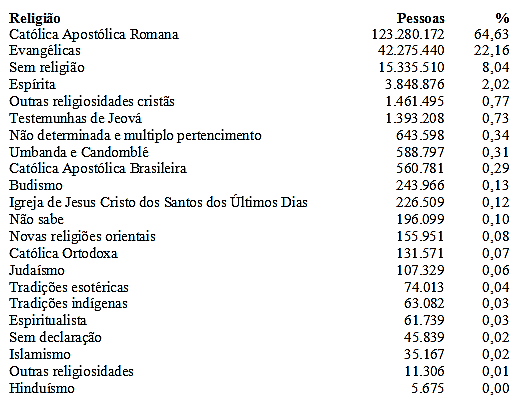 Religião Pessoas %
Católica Apostólica Romana 123.280.172 64,63
Evangélicas 42.275.440 22,16
Sem religião 15.335.510 8,04
Espírita 3.848.876 2,02
Outras religiosidades cristãs 1.461.495 0,77
Testemunhas de Jeová 1.393.208 0,73
Não determinada e multiplo pertencimento 643.598 0,34
Umbanda e Candomblé 588.797 0,31
Católica Apostólica Brasileira 560.781 0,29
Budismo 243.966 0,13
Igreja de Jesus Cristo dos Santos dos Últimos Dias 226.509 0,12
Não sabe 196.099 0,10
Novas religiões orientais 155.951 0,08
Católica Ortodoxa 131.571 0,07
Judaísmo 107.329 0,06
Tradições esotéricas 74.013 0,04
Tradições indígenas 63.082 0,03
Espiritualista 61.739 0,03
Sem declaração 45.839 0,02
Islamismo 35.167 0,02
Outras religiosidades 11.306 0,01
Hinduísmo 5.675 0,00